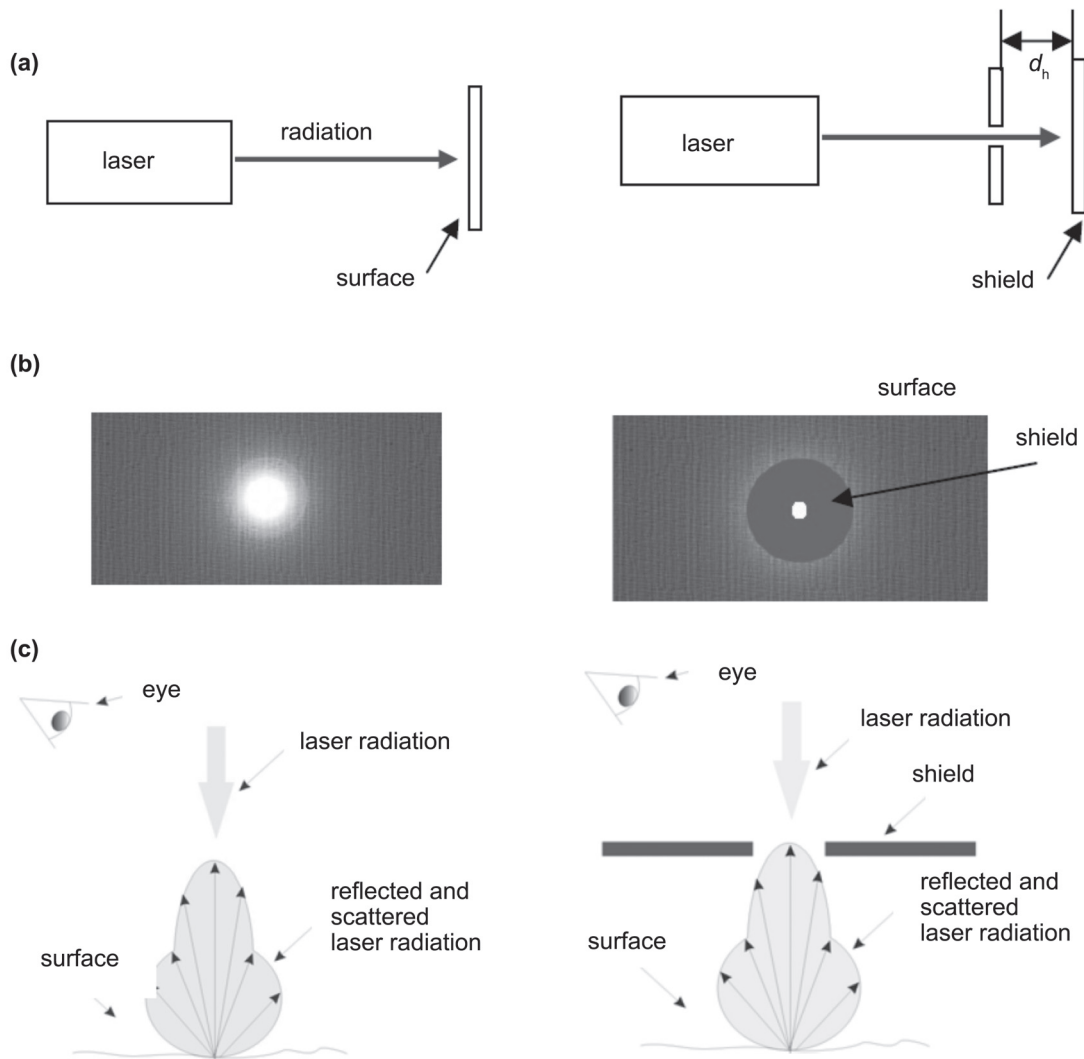 (a)
laser
radiation
surface
laser
dh
shield
(b)
surface
shield
(c)
eye
laser radiation
reflected and
scattered
laser radiation
surface
eye
laser radiation
shield
reflected and
scattered
laser radiation
surface